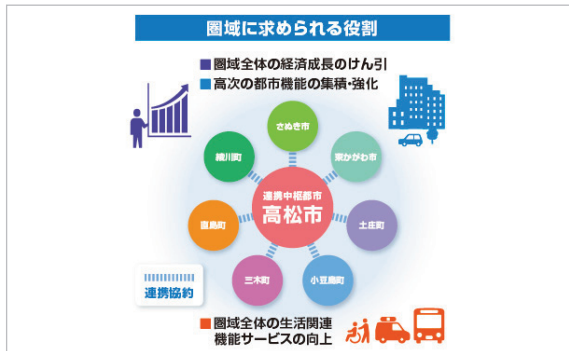 圏域に求められる役割
■圏域全体の経済成長のけん引
■高次の都市機能の集積・強化
さぬき市
綾川町
東かがわ市
連携中枢都市
高松市
直島町
土庄町
三木町
小豆島町
連携協約
■圏域全体の生活関連
機能サービスの向上